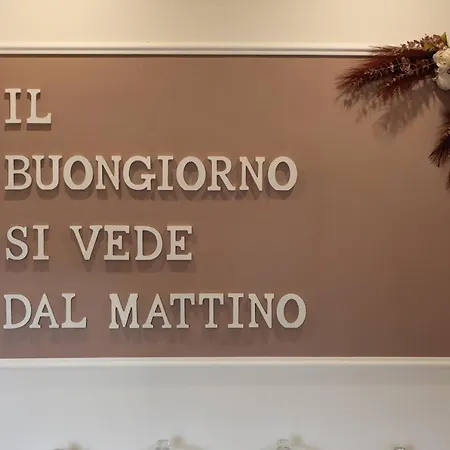 IL
BUONGIORNO
SI VEDE
DAL MATTINO